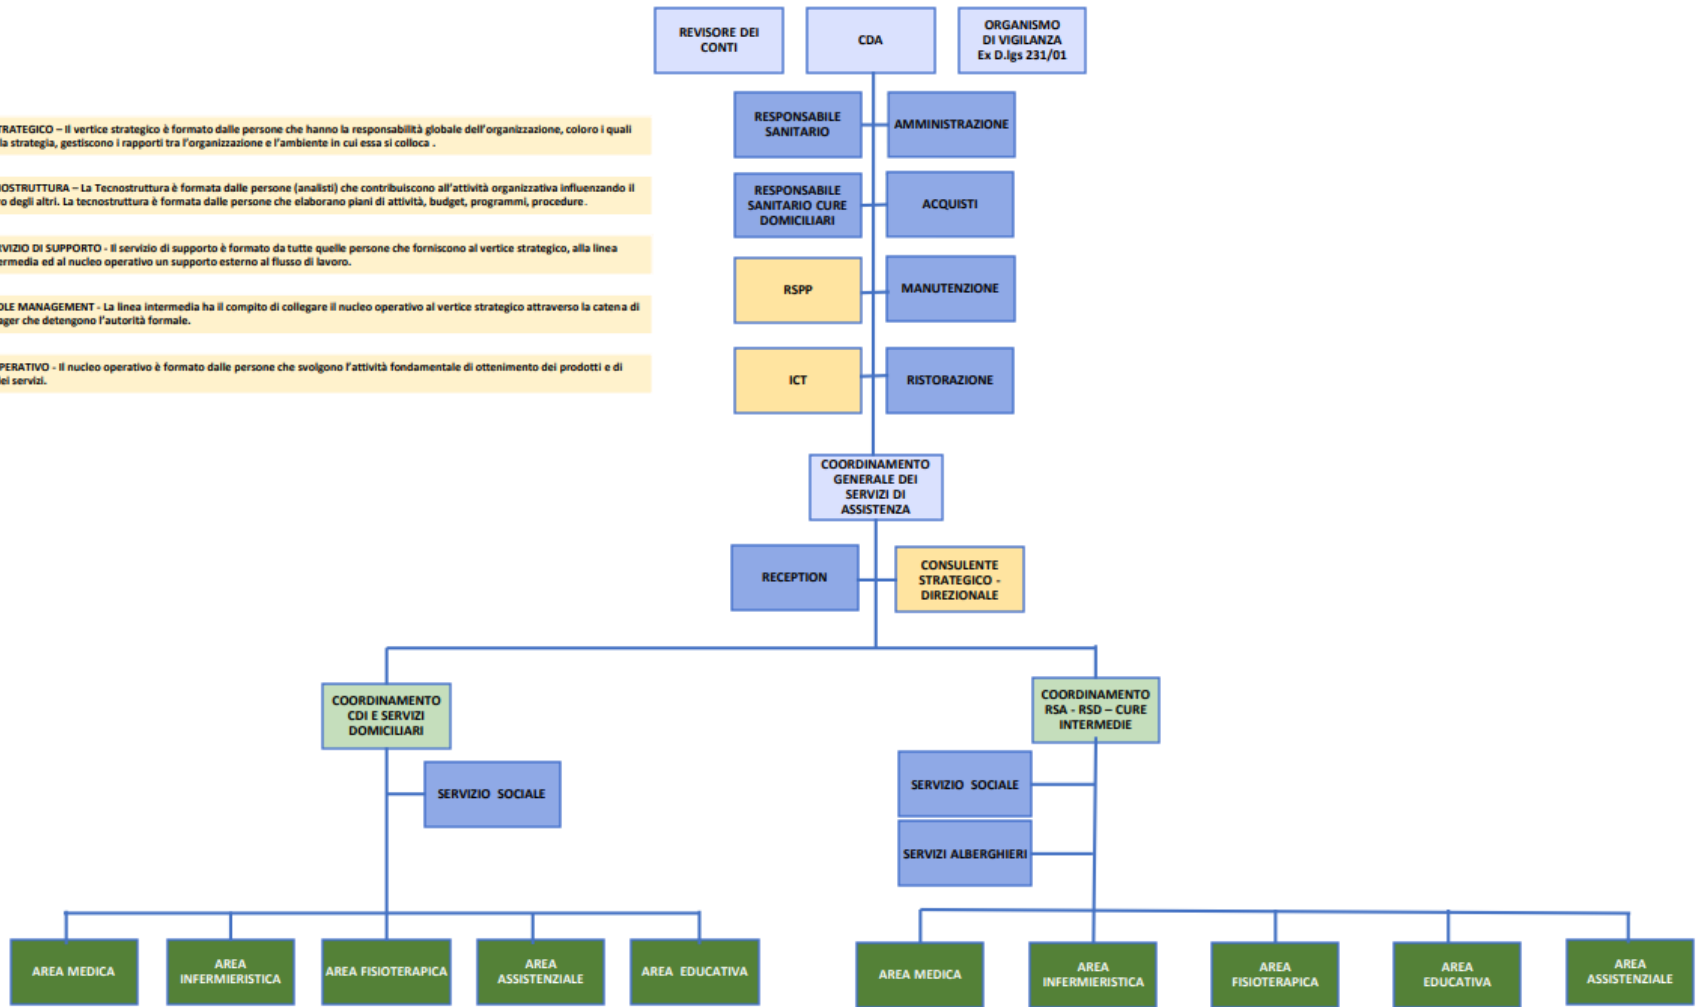 REVISORE DEI
CONTI
CDA
ORGANISMO
DI VIGILANZA
Ex D.lgs 231/01
RESPONSABILE
SANITARIO
AMMINISTRAZIONE
– Il vertice strategico è formato dalle persone che hanno la responsabilità globale dell'organizzazione, coloro i quali
la strategia, gestiscono i rapporti tra l'organizzazione e l'ambiente in cui essa si colloca .
– La Tecnostruttura è formata dalle persone (analisti) che contribuiscono all'attività organizzativa influenzando il
degli altri. La tecnostruttura è formata dalle persone che elaborano piani di attività, budget, programmi, procedure.
RESPONSABILE
SANITARIO CURE
DOMICILIARI
ACQUISTI
DI SUPPORTO - Il servizio di supporto è formato da tutte quelle persone che forniscono al vertice strategico, alla linea
ed al nucleo operativo un supporto esterno al flusso di lavoro.
RSPP
MANUTENZIONE
MANAGEMENT - La linea intermedia ha il compito di collegare il nucleo operativo al vertice strategico attraverso la catena di
che detengono l'autorità formale.
- Il nucleo operativo è formato dalle persone che svolgono l'attività fondamentale di ottenimento dei prodotti e di
servizi.
ICT
RISTORAZIONE
COORDINAMENTO
GENERALE DEI
SERVIZI DI
ASSISTENZA
RECEPTION
CONSULENTE
STRATEGICO -
DIREZIONALE
COORDINAMENTO
CDI E SERVIZI
DOMICILIARI
COORDINAMENTO
RSA - RSD – CURE
INTERMEDIE
SERVIZIO SOCIALE
SERVIZIO SOCIALE
SERVIZI ALBERGHIERI
AREA MEDICA
AREA
INFERMIERISTICA
AREA FISIOTERAPICA
AREA
ASSISTENZIALE
AREA EDUCATIVA
AREA MEDICA
AREA
INFERMIERISTICA
AREA
FISIOTERAPICA
AREA
EDUCATIVA
AREA
ASSISTENZIALE